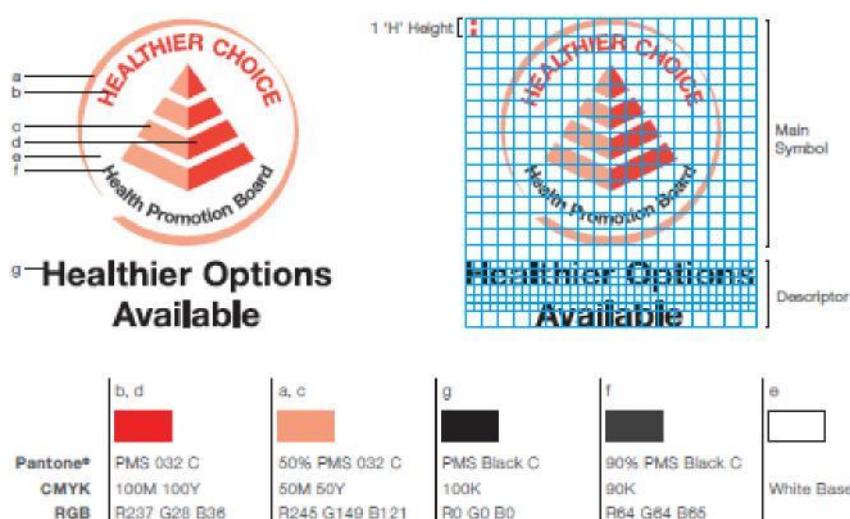 1 'H' Height
HEALTHIER CHOICE
HEALTHIER CHOICE
a
b
c
d
e
f
Main
Symbol
Health Promotion Board
Health Promotion Board
g
Healthier Options
Available
Healthier Options
Available
Descriptor
b, d
a, c
g
f
e
Pantone® PMS 032 C 50% PMS 032 C PMS Black C 90% PMS Black C
CMYK 100M 100Y 50M 50Y 100K 90K White Base
RGB R237 G28 B36 R245 G149 B121 R0 G0 B0 R64 G64 B65